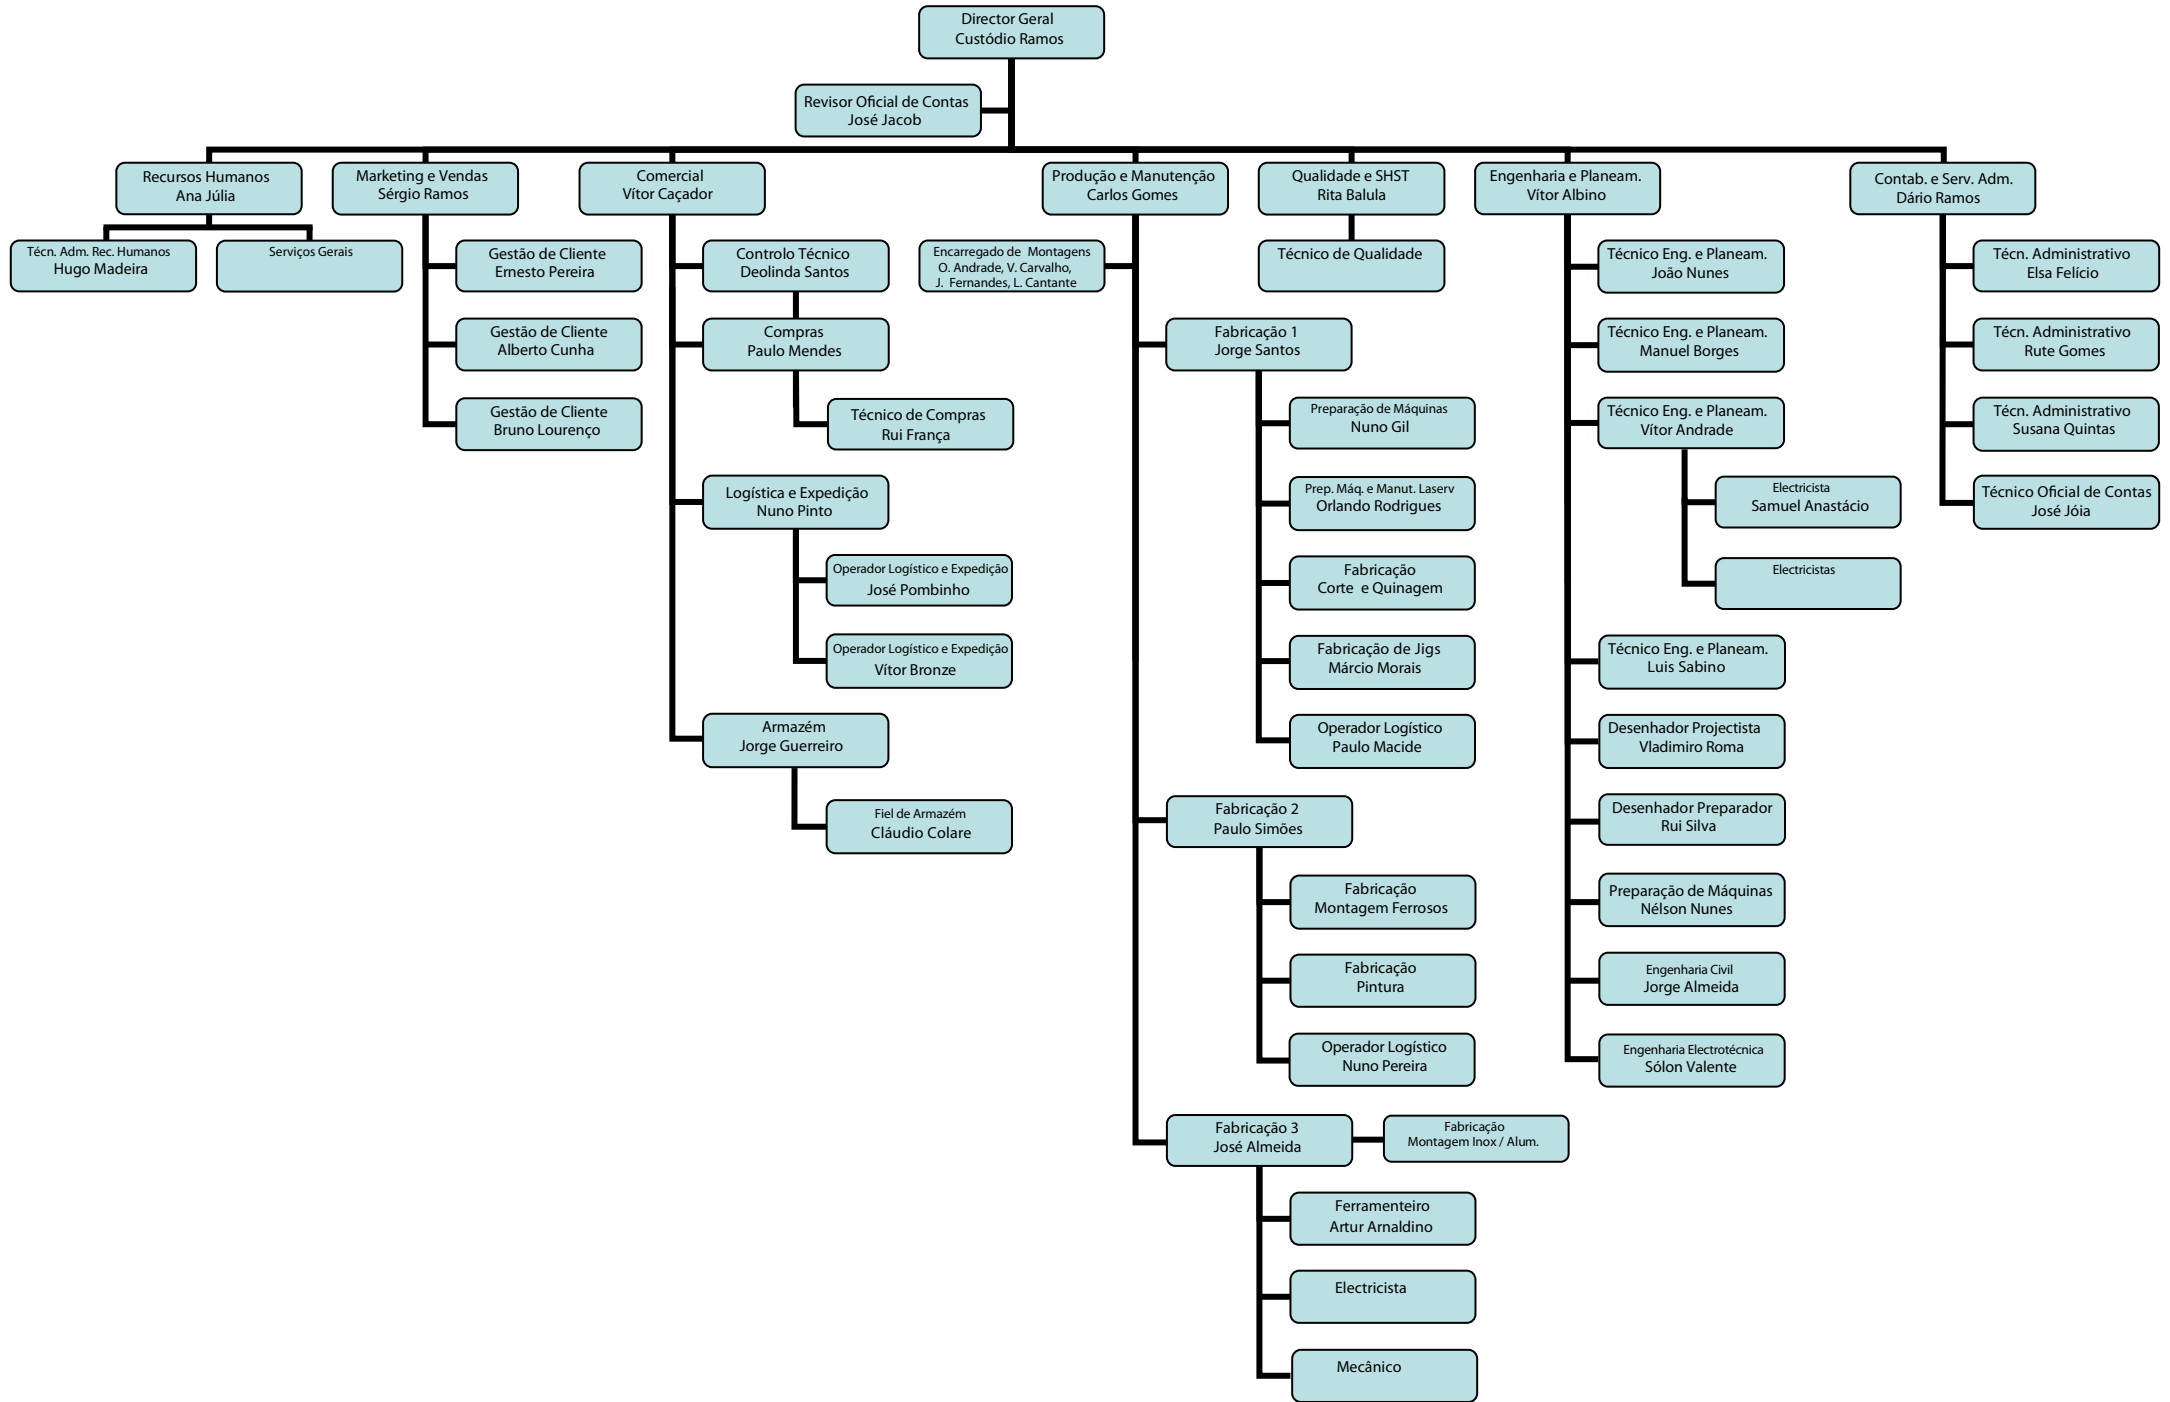 Director Geral
Custódio Ramos
Revisor Oficial de Contas
José Jacob
Recursos Humanos
Ana Júlia
Marketing e Vendas
Sérgio Ramos
Comercial
Vítor Caçador
Produção e Manutenção
Carlos Gomes
Qualidade e SHST
Rita Balula
Engenharia e Planeam.
Vítor Albino
Contab. e Serv. Adm.
Dário Ramos
Técn. Adm. Rec. Humanos
Hugo Madeira
Serviços Gerais
Gestão de Cliente
Ernesto Pereira
Gestão de Cliente
Alberto Cunha
Gestão de Cliente
Bruno Lourenço
Controlo Técnico
Deolinda Santos
Compras
Paulo Mendes
Técnico de Compras
Rui França
Logística e Expedição
Nuno Pinto
Operador Logístico e Expedição
José Pombinho
Operador Logístico e Expedição
Vítor Bronze
Armazém
Jorge Guerreiro
Fiel de Armazém
Cláudio Colare
Encarregado de Montagens
O. Andrade, V. Carvalho,
J. Fernandes, L. Cantante
Fabricação 1
Jorge Santos
Preparação de Máquinas
Nuno Gil
Prep. Máq. e Manut. Laserv
Orlando Rodrigues
Fabricação
Corte e Quinagem
Fabricação de Jigs
Márcio Morais
Operador Logístico
Paulo Macide
Fabricação 2
Paulo Simões
Fabricação
Montagem Ferrosos
Fabricação
Pintura
Operador Logístico
Nuno Pereira
Fabricação 3
José Almeida
Fabricação
Montagem Inox / Alum.
Ferramenteiro
Artur Arnaldino
Electricista
Mecânico
Técnico de Qualidade
Técnico Eng. e Planeam.
João Nunes
Técnico Eng. e Planeam.
Manuel Borges
Técnico Eng. e Planeam.
Vítor Andrade
Electricista
Samuel Anastácio
Electricistas
Técnico Eng. e Planeam.
Luis Sabino
Desenhador Projectista
Vladimiro Roma
Desenhador Preparador
Rui Silva
Preparação de Máquinas
Nélson Nunes
Engenharia Civil
Jorge Almeida
Engenharia Electrotécnica
Sólon Valente
Técn. Administrativo
Elsa Felício
Técn. Administrativo
Rute Gomes
Técn. Administrativo
Susana Quintas
Técnico Oficial de Contas
José Jóia